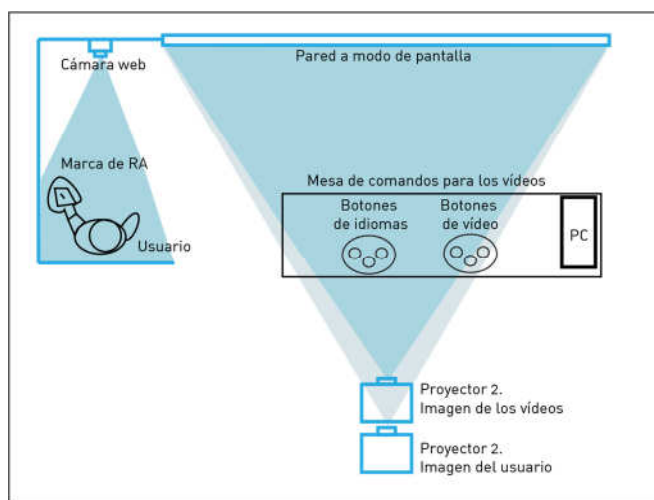 Cámara web
Pared a modo de pantalla
Marca de RA
Usuario
Mesa de comandos para los vídeos
Botones
de idiomas
Botones
de vídeo
PC
Proyector 2.
Imagen de los vídeos
Proyector 2.
Imagen del usuario